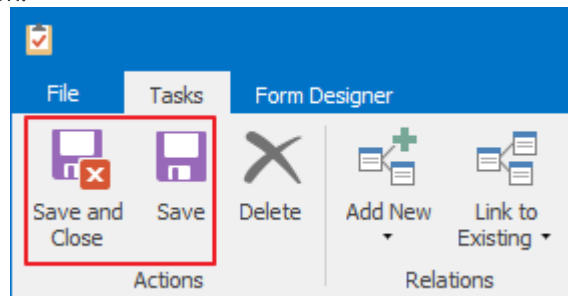 File Tasks Form Designer
Save and Close Save Delete Add New Link to Existing
Actions Relations